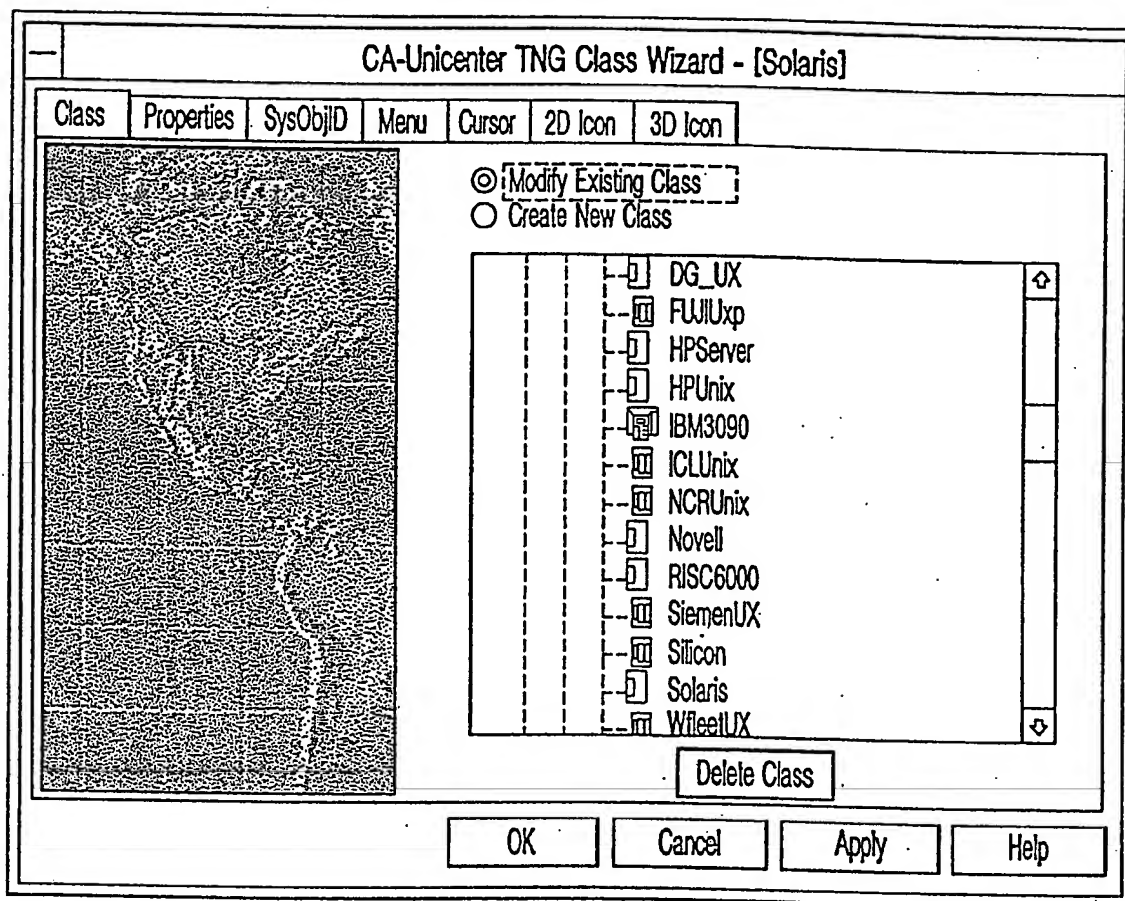 CA-Unicenter TNG Class Wizard - [Solaris]
Class Properties SysObjID Menu Cursor 2D Icon 3D Icon
Modify Existing Class
Create New Class
DG_UX
FUJIUxp
HPServer
HPUnix
IBM3090
ICLUnix
NCRUnix
Novell
RISC6000
SiemenUX
Silicon
Solaris
WfleetUX
Delete Class
OK Cancel Apply Help